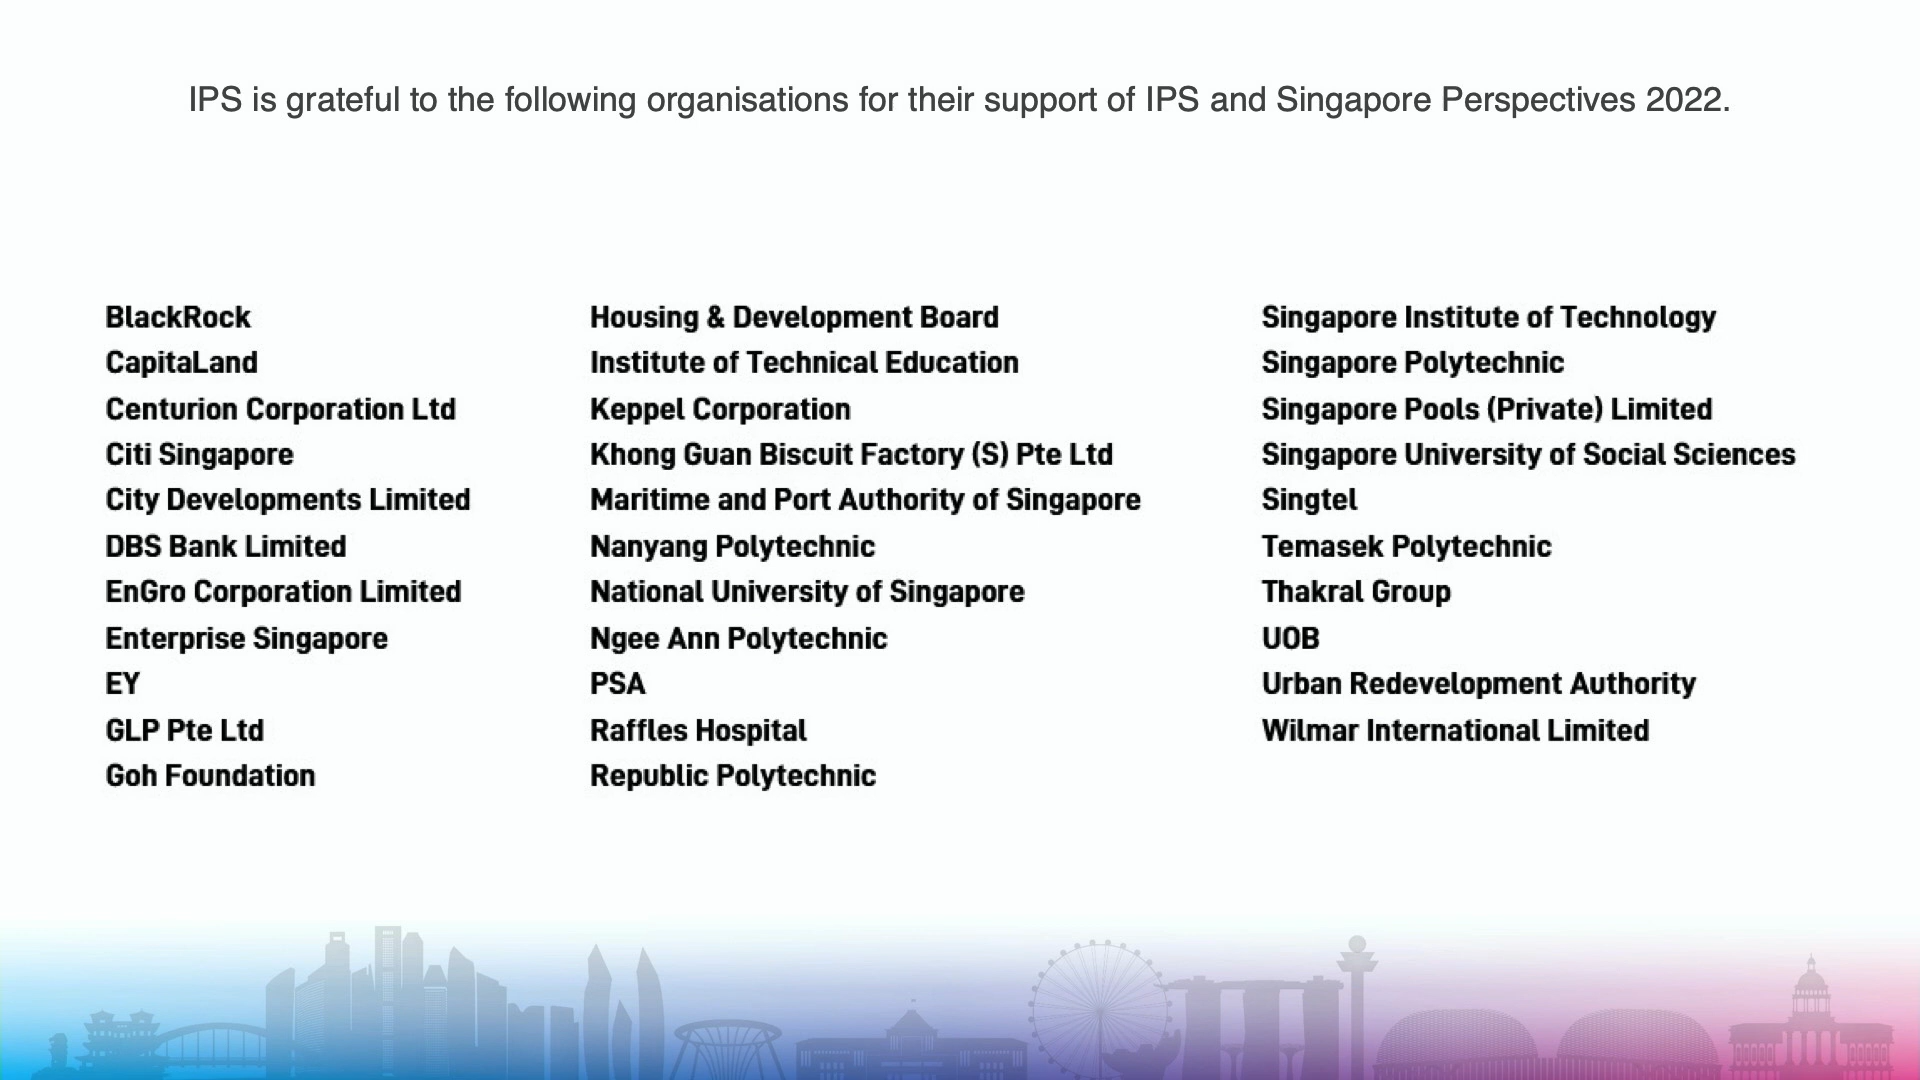 IPS is grateful to the following organisations for their support of IPS and Singapore Perspectives 2022.
BlackRock
CapitaLand
Centurion Corporation Ltd
Citi Singapore
City Developments Limited
DBS Bank Limited
EnGro Corporation Limited
Enterprise Singapore
EY
GLP Pte Ltd
Goh Foundation
Housing & Development Board
Institute of Technical Education
Keppel Corporation
Khong Guan Biscuit Factory (S) Pte Ltd
Maritime and Port Authority of Singapore
Nanyang Polytechnic
National University of Singapore
Ngee Ann Polytechnic
PSA
Raffles Hospital
Republic Polytechnic
Singapore Institute of Technology
Singapore Polytechnic
Singapore Pools (Private) Limited
Singapore University of Social Sciences
Singtel
Temasek Polytechnic
Thakral Group
UOB
Urban Redevelopment Authority
Wilmar International Limited